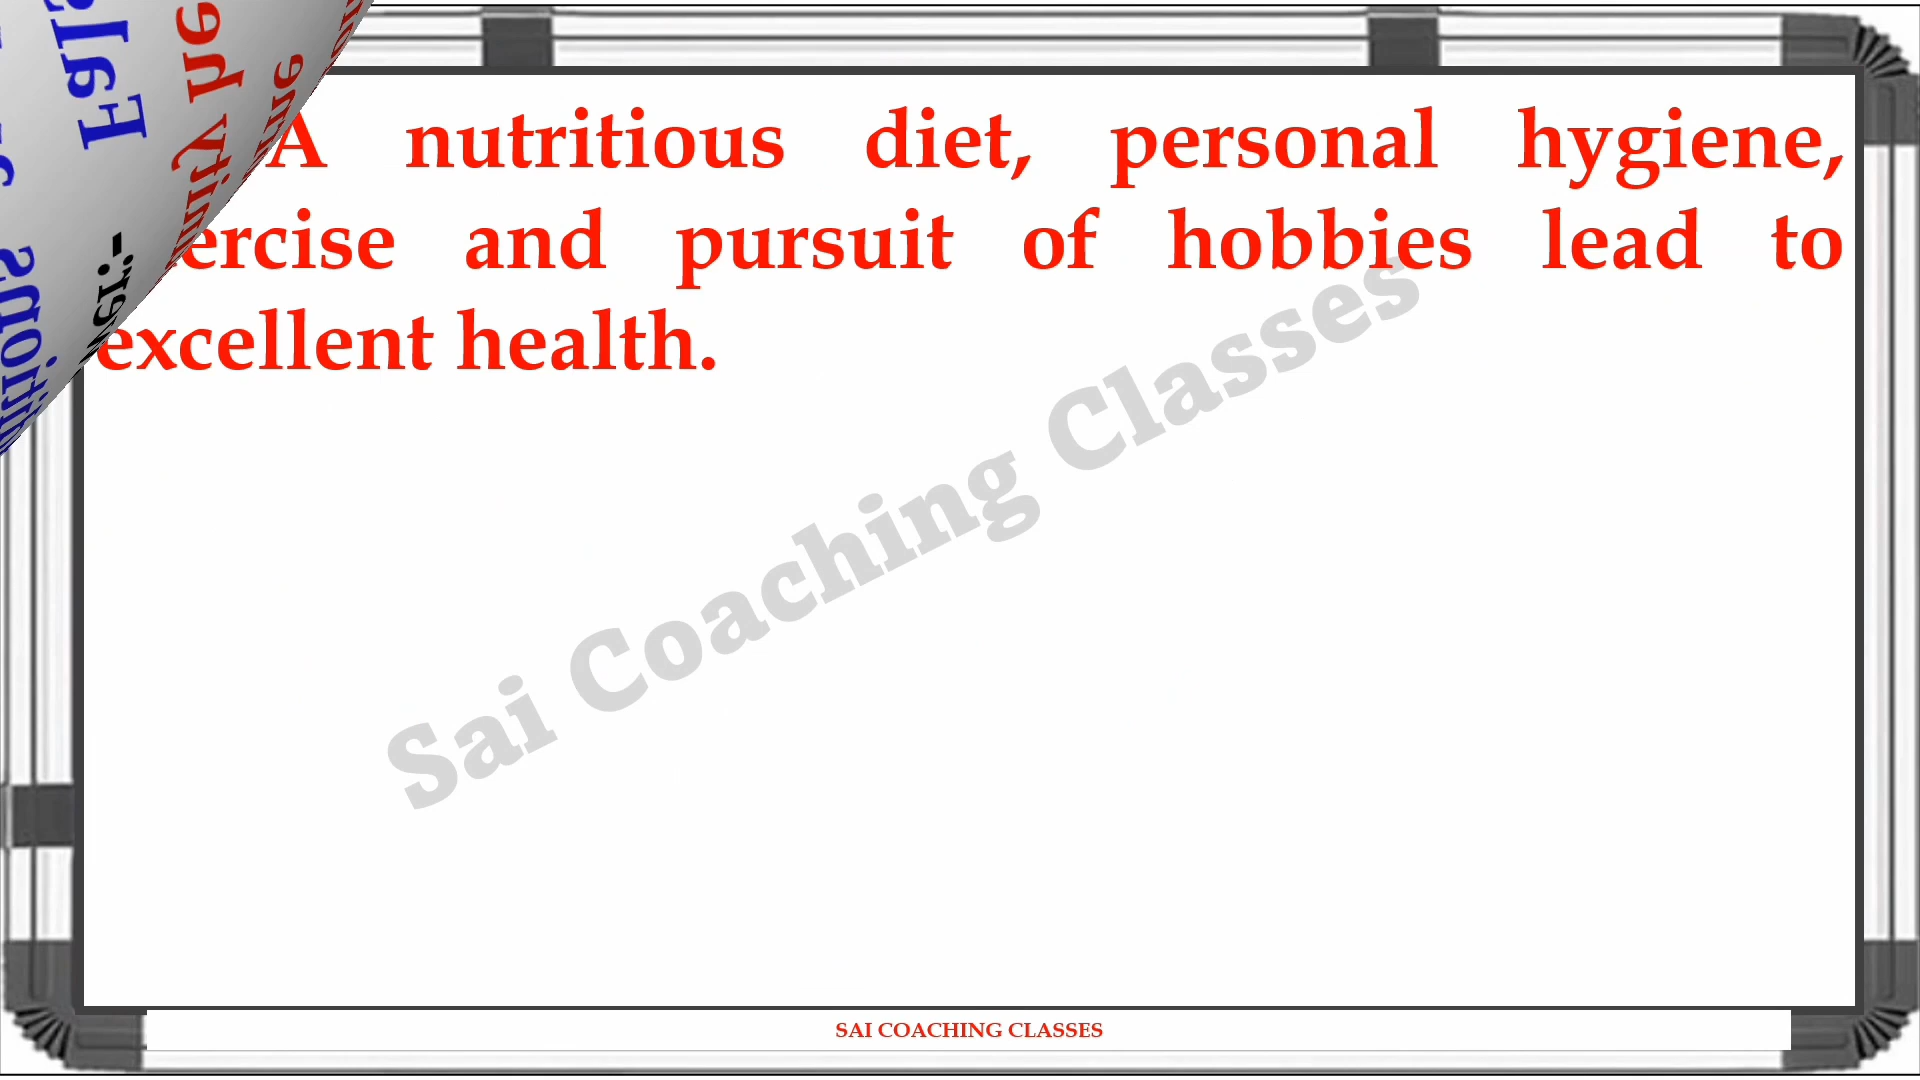 A nutritious diet, personal hygiene,
ercise and pursuit of hobbies lead to
excellent health.
Sai Coaching Classes
SAI COACHING CLASSES